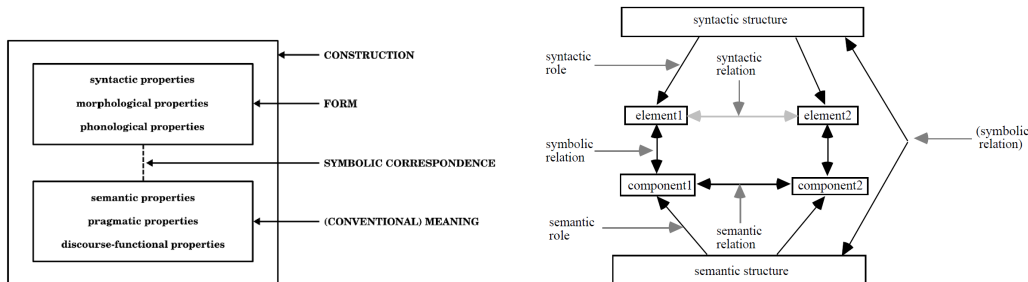 CONSTRUCTION
syntactic properties
morphological properties
phonological properties
FORM
SYMBOLIC CORRESPONDENCE
semantic properties
pragmatic properties
discourse-functional properties
(CONVENTIONAL) MEANING
syntactic structure
syntactic
role
syntactic
relation
element1
element2
symbolic
relation
(symbolic
relation)
component1
component2
semantic
role
semantic
relation
semantic structure